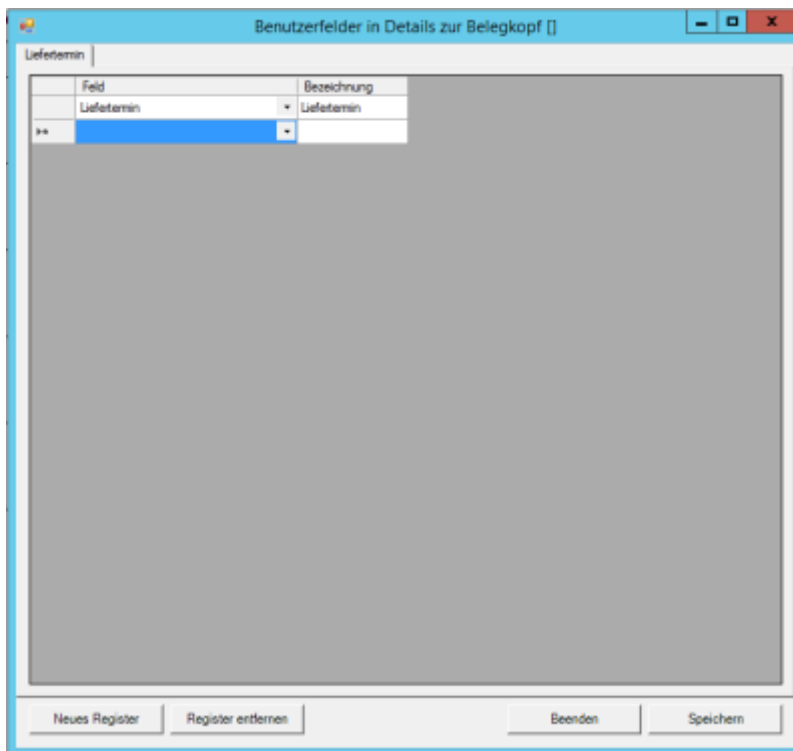 Benutzerfelder in Details zur Belegkopf []
Liefertermin
Feld Bezeichnung
Liefertermin Liefertermin
Neues Register Register entfernen Beenden Speichern